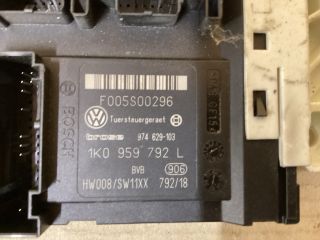 F005S00296
Tuersteuergeraet
brose 974 629-103
1K0 959 792 L
BVB 906
HW008/SW11XX 792/18
BOSCH